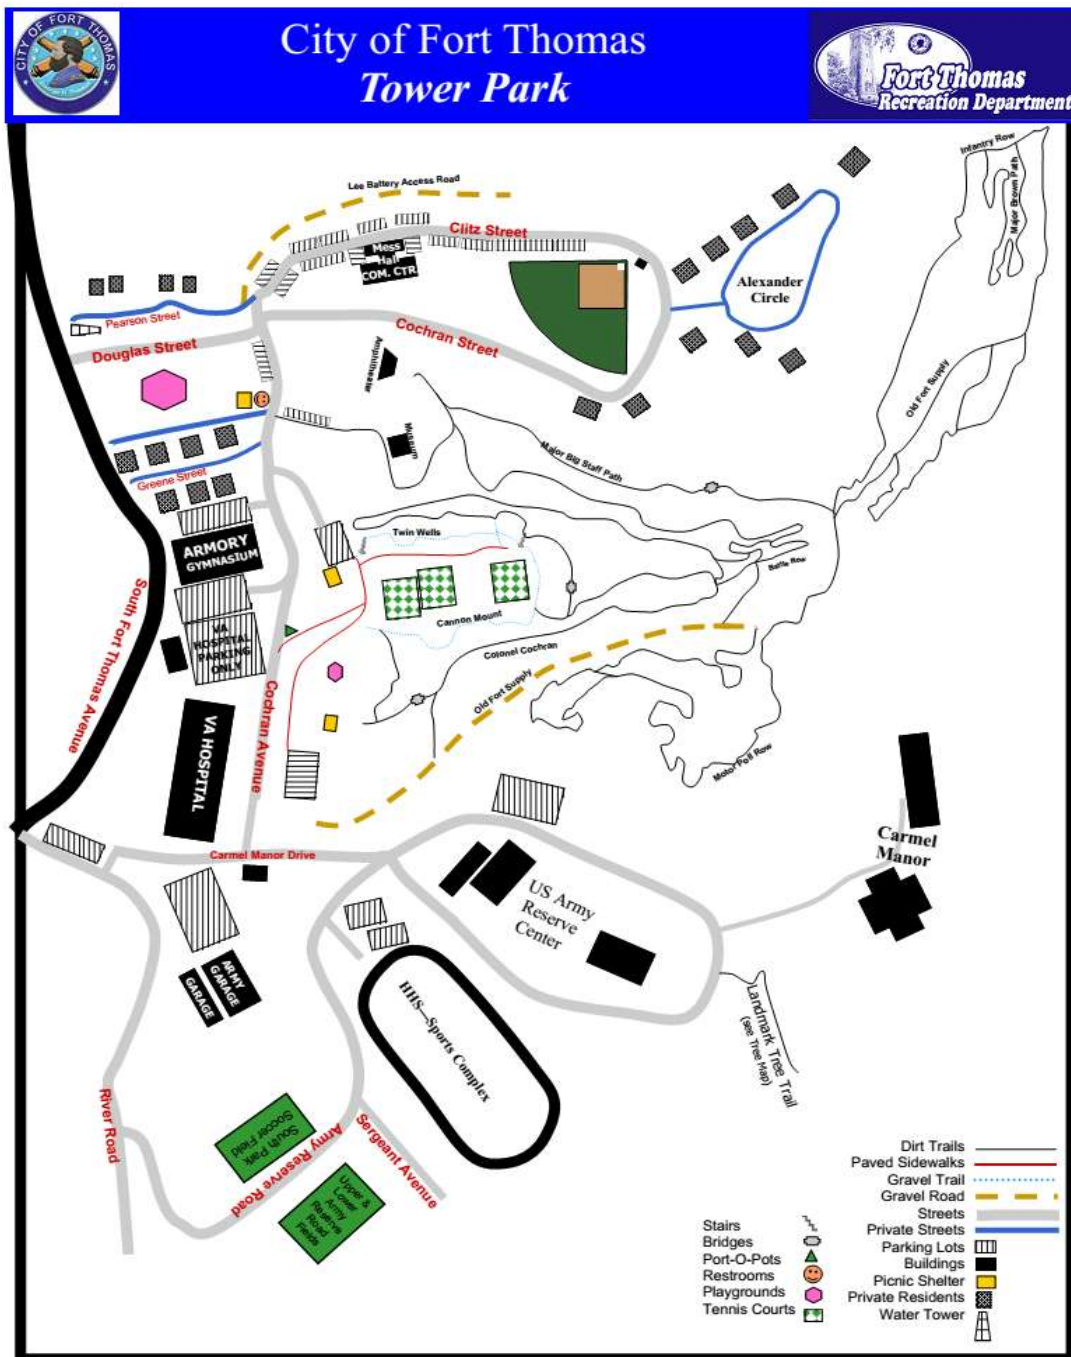 CITY OF FORT THOMAS
City of Fort Thomas
Tower Park
Fort Thomas
Recreation Department
Infantry Row
Major Brown Path
Lee Battery Access Road
Clitz Street
Mess
Hall
COM. CTR.
Alexander
Circle
Pearson Street
Douglas Street
Cochran Street
Amphitheater
Old Fort Supply
Museum
Major Big Staff Path
Greene Street
ARMORY
GYMNASIUM
Twin Wells
Cannon Mount
Colonel Cochran
Old Fort Supply
South Fort Thomas Avenue
VA
HOSPITAL
PARKING
ONLY
Cochran Avenue
VA HOSPITAL
Motor Poll Row
Carmel
Manor
Carmel Manor Drive
US Army
Reserve
Center
ARMY
GARAGE
GARAGE
HHS—Sports Complex
Landmark Tree Trail
(see Tree Map)
River Road
South Park
Soccer Field
Army Reserve Road
Sergeant Avenue
Upper &
Lower
Army
Reserve
Road
Fields
Dirt Trails
Paved Sidewalks
Gravel Trail
Gravel Road
Streets
Private Streets
Parking Lots
Buildings
Picnic Shelter
Private Residents
Water Tower
Stairs
Bridges
Port-O-Pots
Restrooms
Playgrounds
Tennis Courts